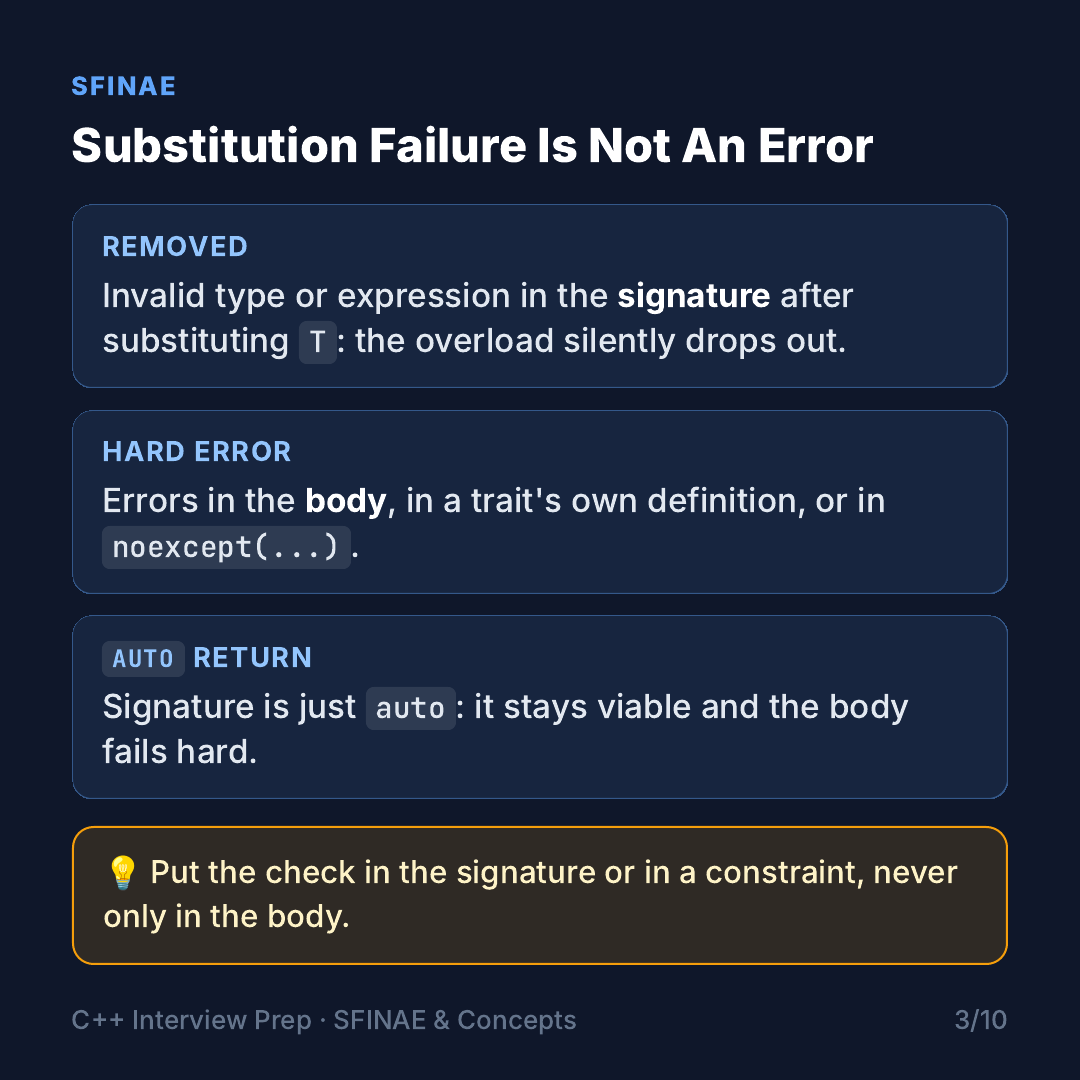 SFINAE
Substitution Failure Is Not An Error
REMOVED
Invalid type or expression in the signature after
substituting T: the overload silently drops out.
HARD ERROR
Errors in the body, in a trait's own definition, or in
noexcept(...).
AUTO RETURN
Signature is just auto: it stays viable and the body
fails hard.
💡 Put the check in the signature or in a constraint, never
only in the body.
C++ Interview Prep · SFINAE & Concepts
3/10